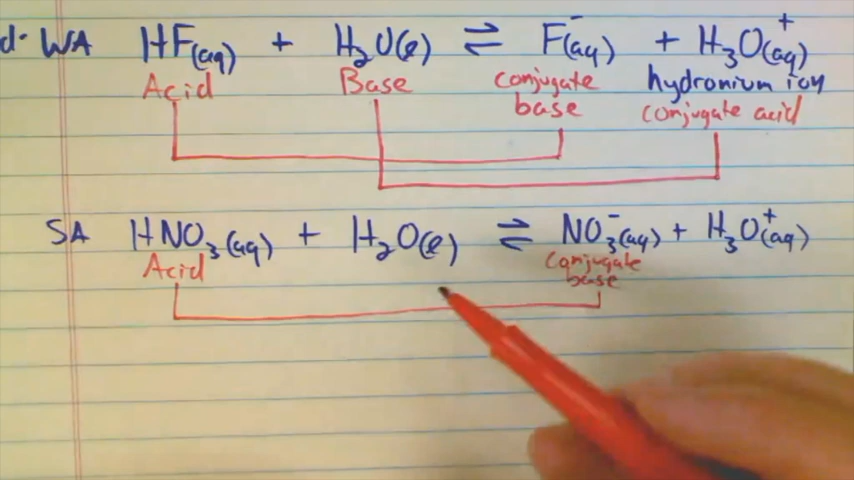 d. WA HF(aq) + H₂O(l) ⇌ F⁻(aq) + H₃O⁺(aq)
Acid Base conjugate base hydronium ion
conjugate acid
SA HNO₃(aq) + H₂O(l) ⇌ NO₃⁻(aq) + H₃O⁺(aq)
Acid conjugate base